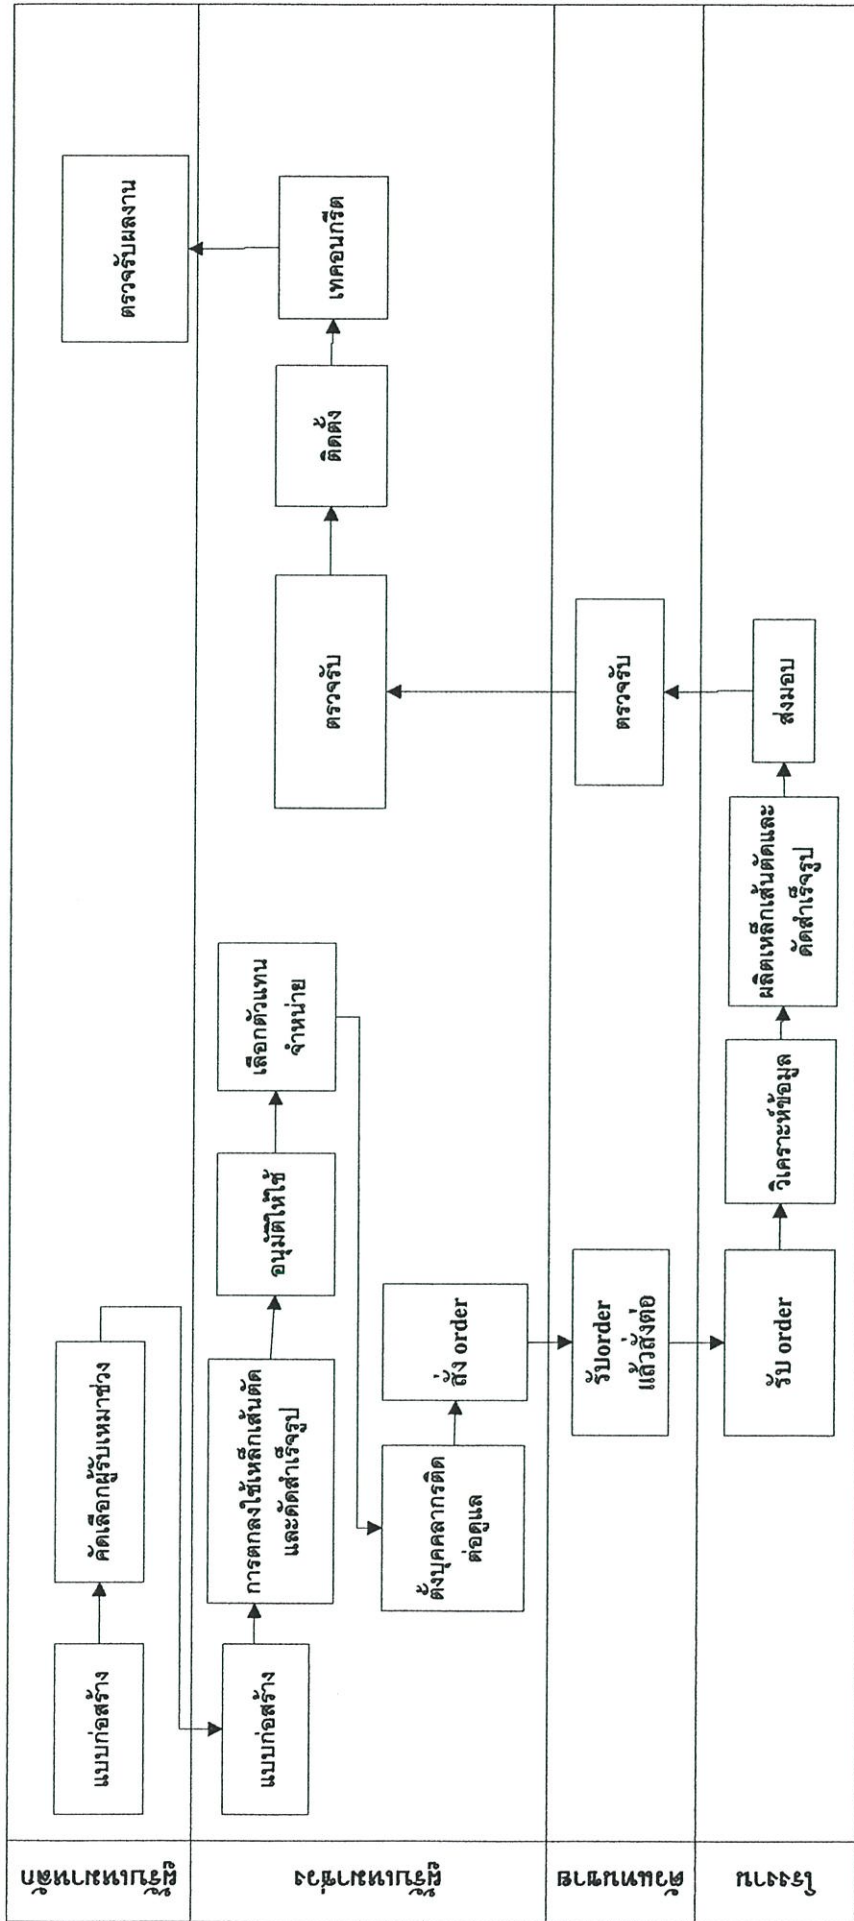 ผู้รับเหมาหลัก
แบบก่อสร้าง
คัดเลือกผู้รับเหมาช่วง
ตรวจรับผลงาน
ผู้รับเหมาช่วง
แบบก่อสร้าง
การตกลงใช้เหล็กเส้นตัด
และดัดสำเร็จรูป
อนุมัติให้ใช้
เลือกตัวแทน
จำหน่าย
ตั้งบุคคลากรติด
ต่อดูแล
สั่ง order
ตรวจรับ
ติดตั้ง
เทคอนกรีต
ตัวแทนขาย
รับorder
แล้วสั่งต่อ
ตรวจรับ
โรงงาน
รับ order
วิเคราะห์ข้อมูล
ผลิตเหล็กเส้นตัดและ
ดัดสำเร็จรูป
ส่งมอบ